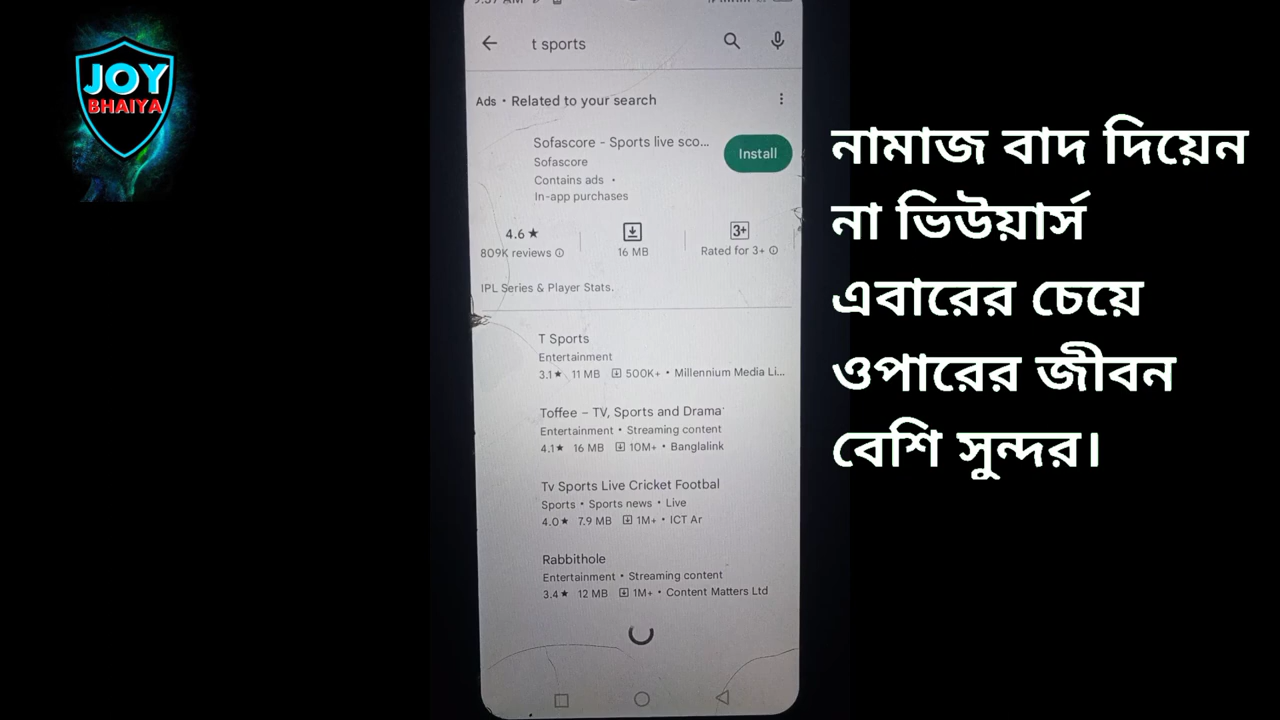 JOY
BHAIYA
t sports
Ads • Related to your search
Sofascore - Sports live sco...
Sofascore
Contains ads •
In-app purchases
Install
4.6 ★
809K reviews
16 MB
3+
Rated for 3+
IPL Series & Player Stats.
T Sports
Entertainment
3.1★ 11 MB 500K+ • Millennium Media Li...
Toffee – TV, Sports and Drama
Entertainment • Streaming content
4.1★ 16 MB 10M+ • Banglalink
Tv Sports Live Cricket Footbal
Sports • Sports news • Live
4.0★ 7.9 MB 1M+ • ICT Ar
Rabbithole
Entertainment • Streaming content
3.4★ 12 MB 1M+ • Content Matters Ltd
নামাজ বাদ দিয়েন
না ভিউয়ার্স
এবারের চেয়ে
ওপারের জীবন
বেশি সুন্দর।